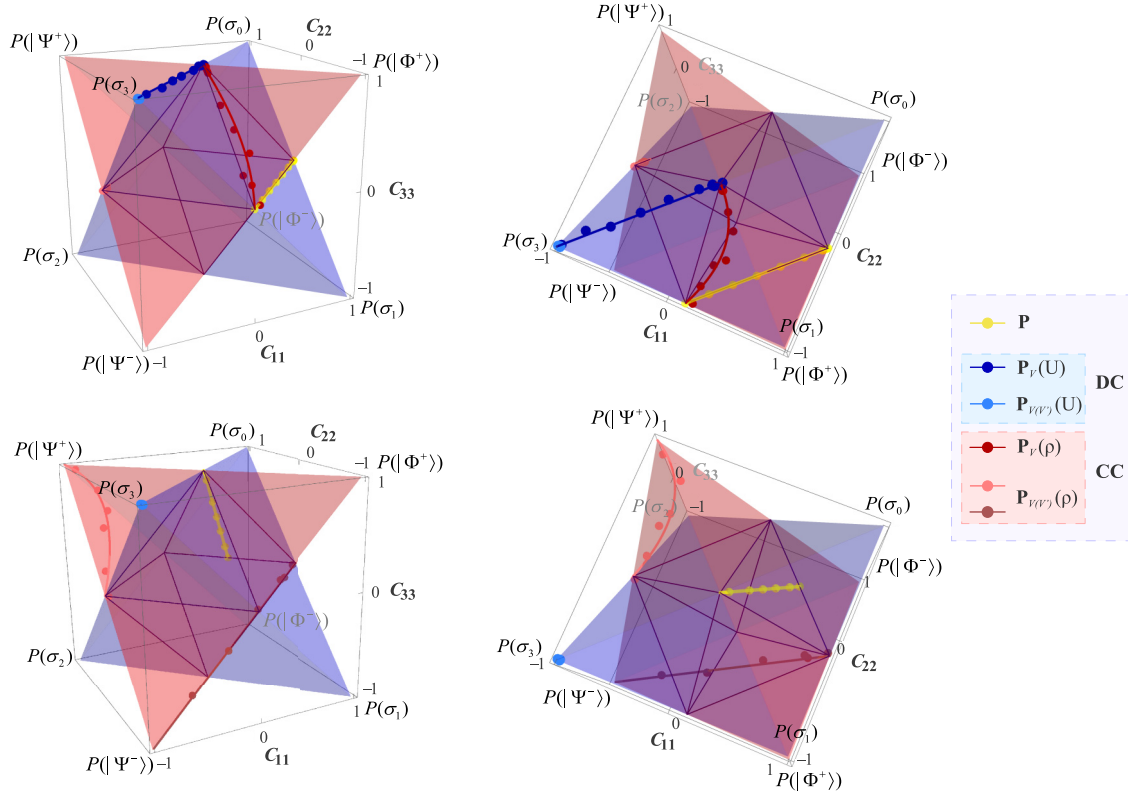 P(σ₀)
1
C₂₂
0
P(|Ψ⁺⟩)
−1
P(|Φ⁺⟩)
1
P(σ₃)
0
C₃₃
P(|Φ⁻⟩)
P(σ₂)
−1
1
P(σ₁)
0
C₁₁
P(|Ψ⁻⟩)
−1
P(|Ψ⁺⟩)
1
0
C₃₃
P(σ₂)
−1
P(σ₀)
P(|Φ⁻⟩)
1
P(σ₃)
−1
0
C₂₂
P(|Ψ⁻⟩)
0
C₁₁
P(σ₁)
1
−1
P(|Φ⁺⟩)
P
P_V(U)
P_V(V')(U)
DC
P_V(ρ)
P_V(V')(ρ)
CC
P(σ₀)
1
C₂₂
0
P(|Ψ⁺⟩)
−1
P(|Φ⁺⟩)
1
P(σ₃)
0
C₃₃
P(|Φ⁻⟩)
P(σ₂)
−1
1
P(σ₁)
0
C₁₁
P(|Ψ⁻⟩)
−1
P(|Ψ⁺⟩)
1
0
C₃₃
P(σ₂)
−1
P(σ₀)
P(|Φ⁻⟩)
1
P(σ₃)
−1
0
C₂₂
P(|Ψ⁻⟩)
0
C₁₁
P(σ₁)
1
−1
P(|Φ⁺⟩)